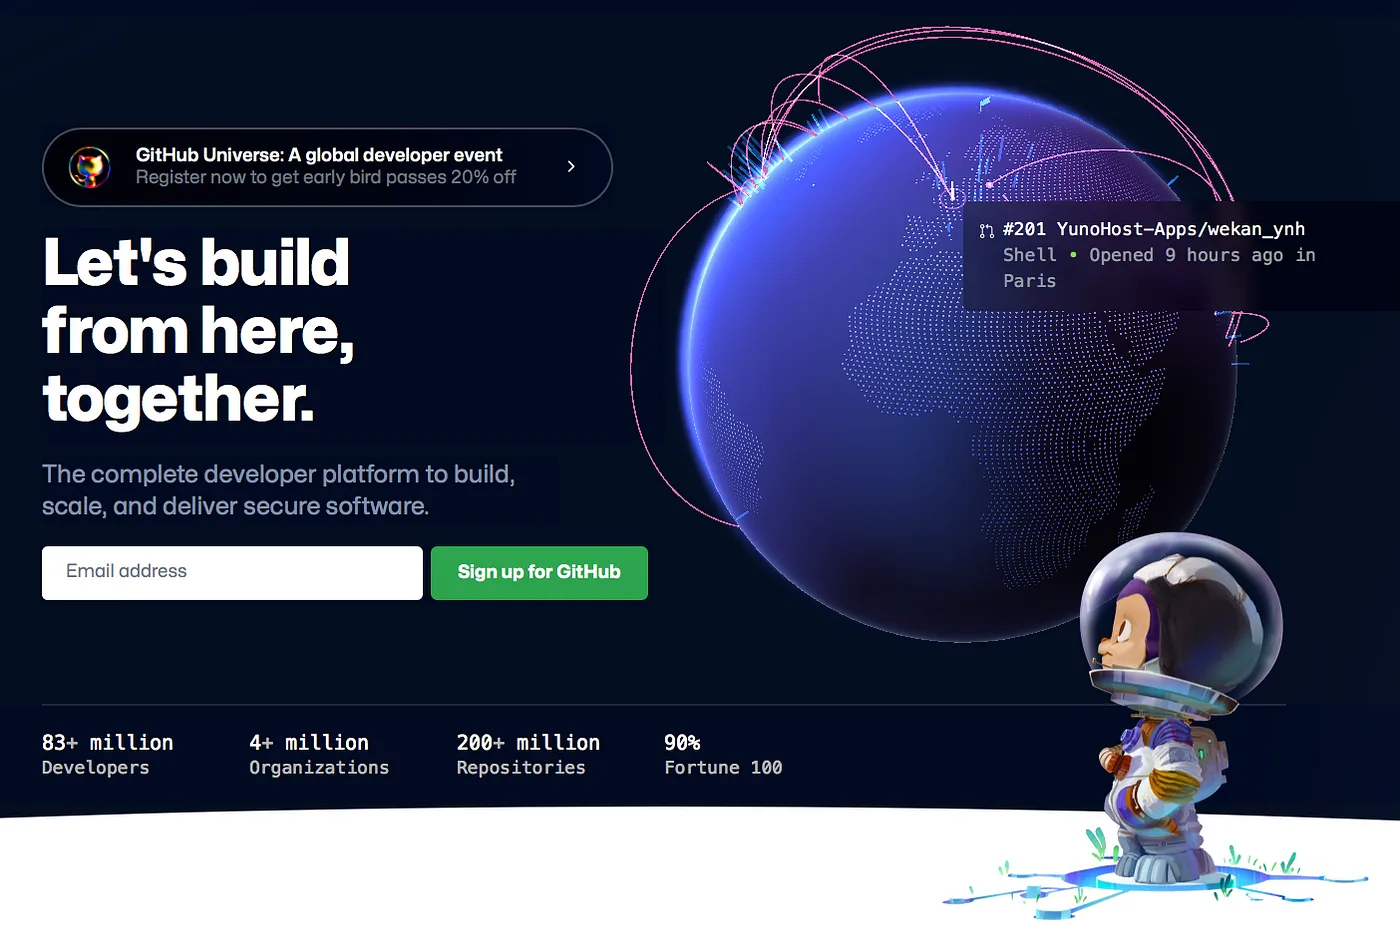 GitHub Universe: A global developer event
Register now to get early bird passes 20% off
Let's build
from here,
together.
The complete developer platform to build,
scale, and deliver secure software.
Email address
Sign up for GitHub
#201 YunoHost-Apps/wekan_ynh
Shell • Opened 9 hours ago in
Paris
83+ million
Developers
4+ million
Organizations
200+ million
Repositories
90%
Fortune 100